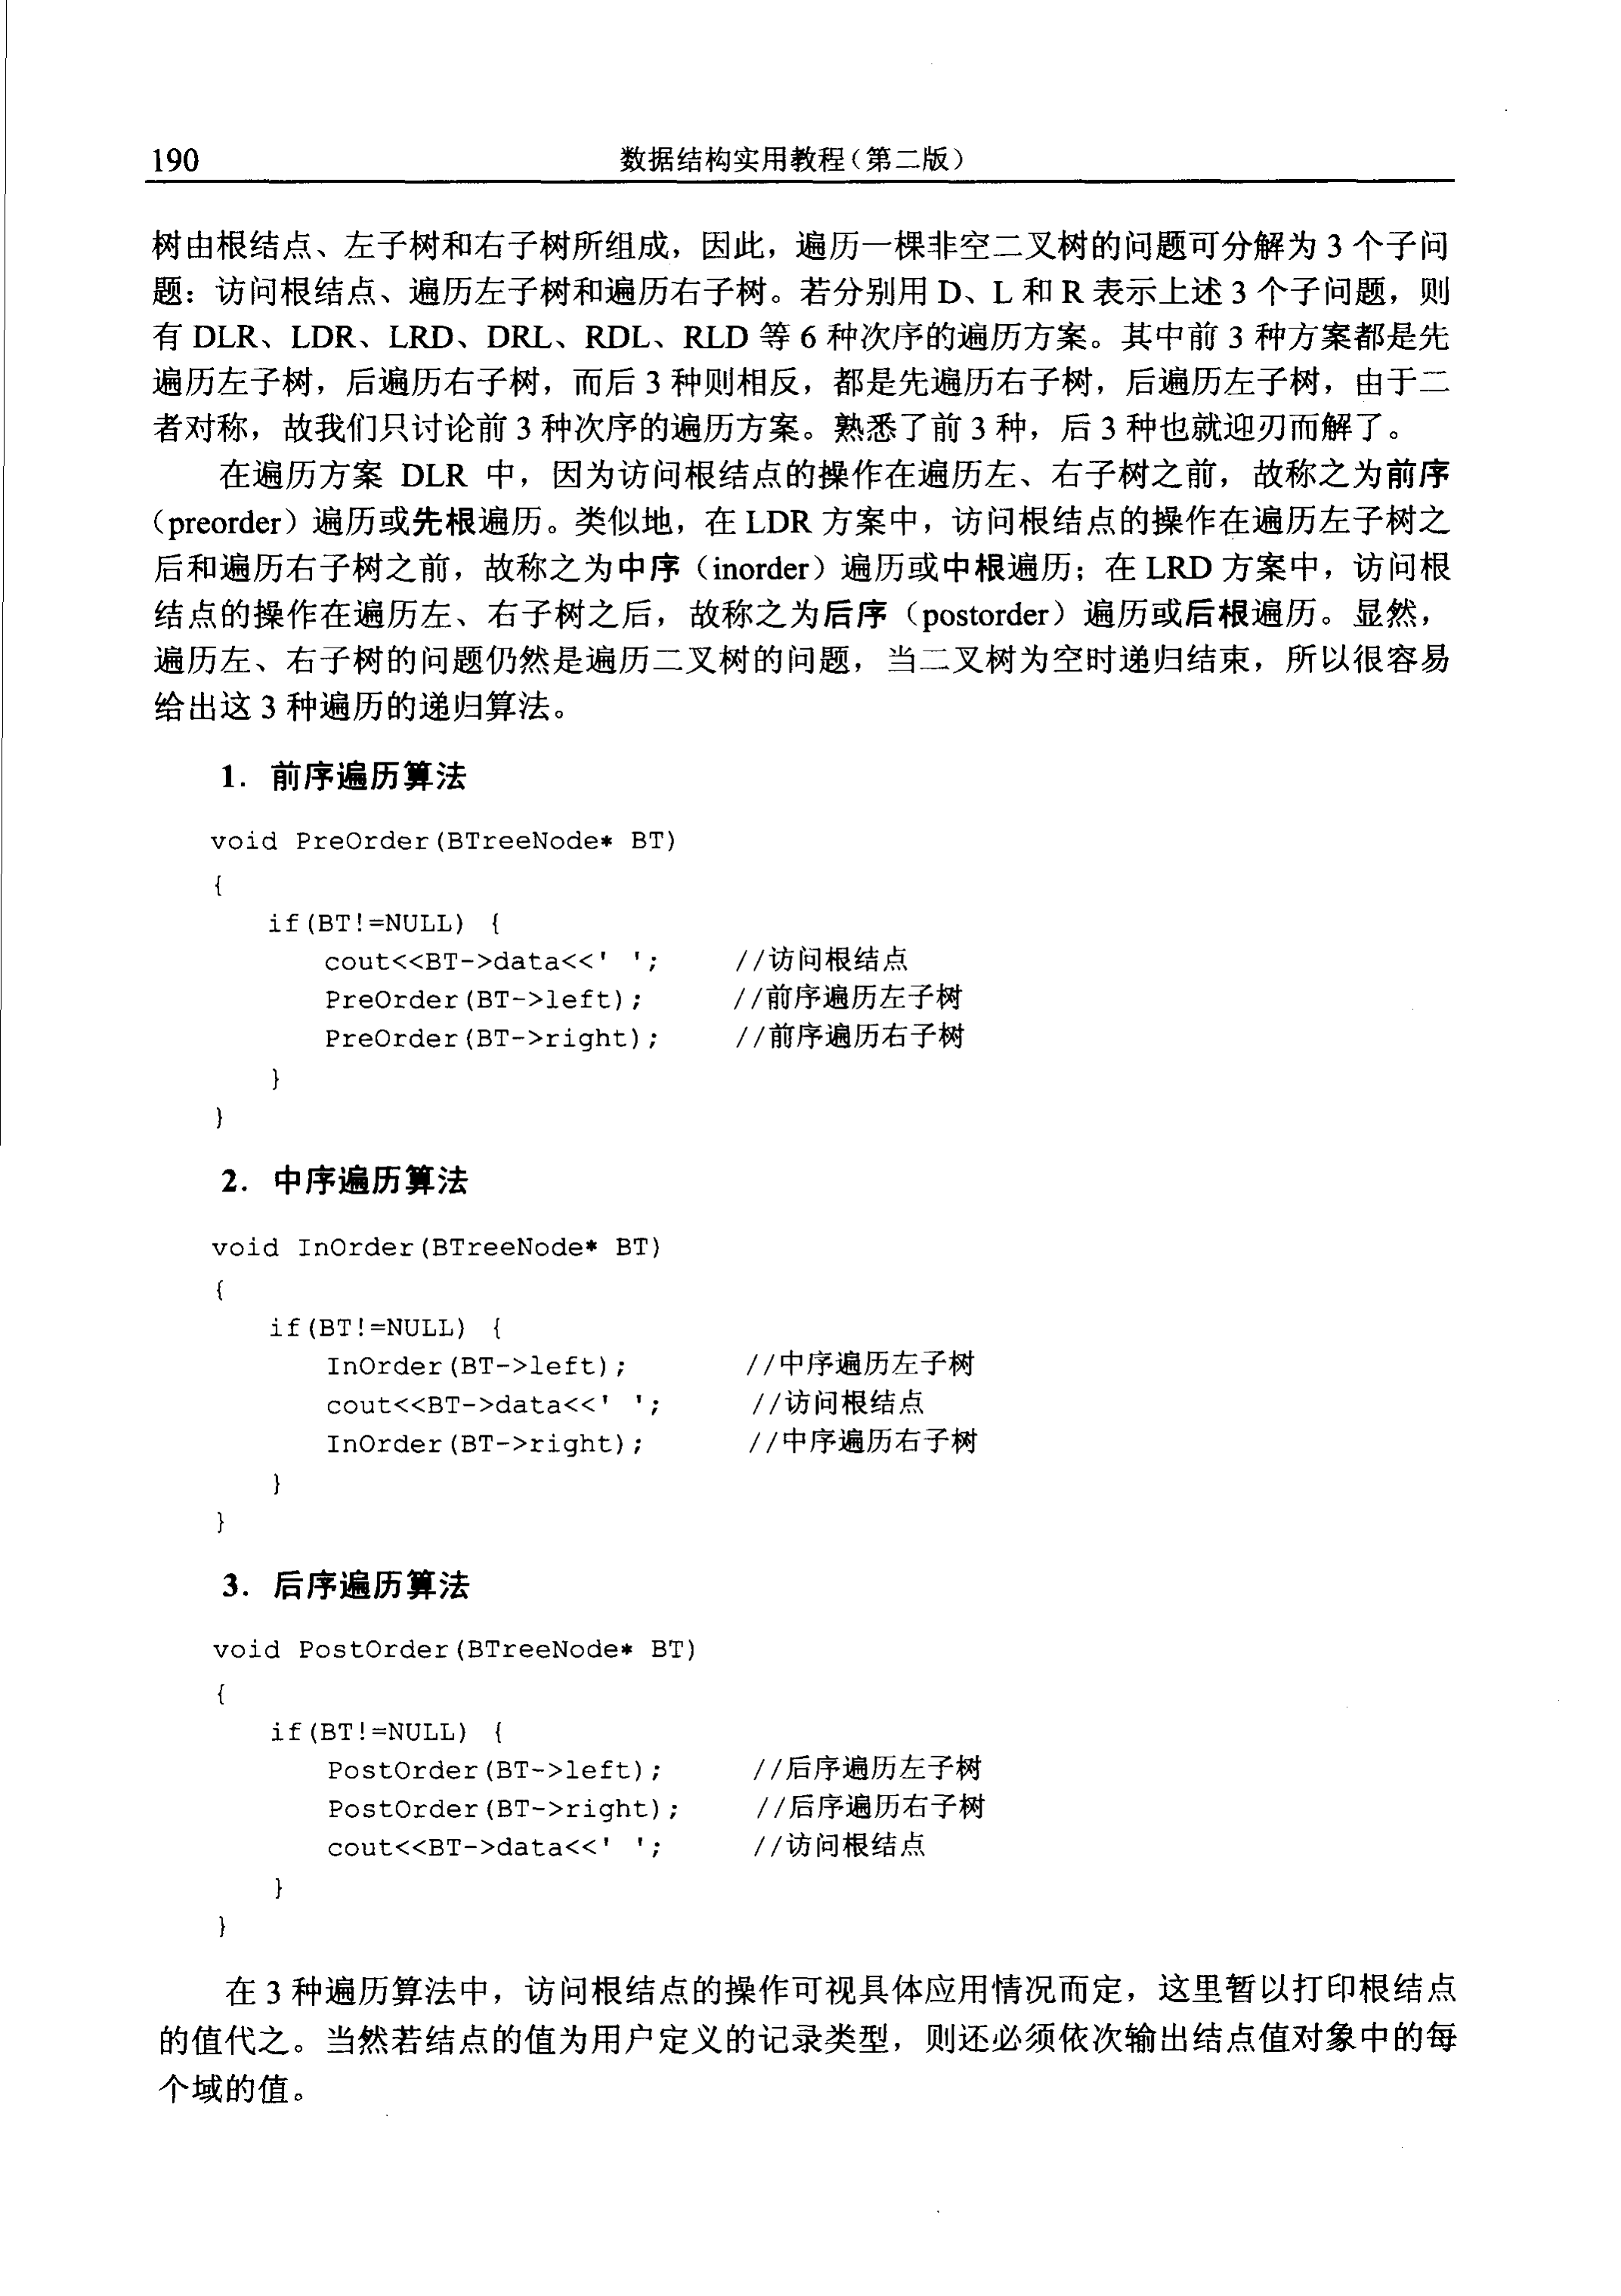 190
数据结构实用教程（第二版）
树由根结点、左子树和右子树所组成，因此，遍历一棵非空二叉树的问题可分解为 3 个子问
题：访问根结点、遍历左子树和遍历右子树。若分别用 D、L 和 R 表示上述 3 个子问题，则
有 DLR、LDR、LRD、DRL、RDL、RLD 等 6 种次序的遍历方案。其中前 3 种方案都是先
遍历左子树，后遍历右子树，而后 3 种则相反，都是先遍历右子树，后遍历左子树，由于二
者对称，故我们只讨论前 3 种次序的遍历方案。熟悉了前 3 种，后 3 种也就迎刃而解了。
在遍历方案 DLR 中，因为访问根结点的操作在遍历左、右子树之前，故称之为前序
（preorder）遍历或先根遍历。类似地，在 LDR 方案中，访问根结点的操作在遍历左子树之
后和遍历右子树之前，故称之为中序（inorder）遍历或中根遍历；在 LRD 方案中，访问根
结点的操作在遍历左、右子树之后，故称之为后序（postorder）遍历或后根遍历。显然，
遍历左、右子树的问题仍然是遍历二叉树的问题，当二叉树为空时递归结束，所以很容易
给出这 3 种遍历的递归算法。
1. 前序遍历算法
void PreOrder(BTreeNode* BT)
{
if(BT!=NULL) {
cout<<BT->data<<' '; //访问根结点
PreOrder(BT->left); //前序遍历左子树
PreOrder(BT->right); //前序遍历右子树
}
}
2. 中序遍历算法
void InOrder(BTreeNode* BT)
{
if(BT!=NULL) {
InOrder(BT->left); //中序遍历左子树
cout<<BT->data<<' '; //访问根结点
InOrder(BT->right); //中序遍历右子树
}
}
3. 后序遍历算法
void PostOrder(BTreeNode* BT)
{
if(BT!=NULL) {
PostOrder(BT->left); //后序遍历左子树
PostOrder(BT->right); //后序遍历右子树
cout<<BT->data<<' '; //访问根结点
}
}
在 3 种遍历算法中，访问根结点的操作可视具体应用情况而定，这里暂以打印根结点
的值代之。当然若结点的值为用户定义的记录类型，则还必须依次输出结点值对象中的每
个域的值。